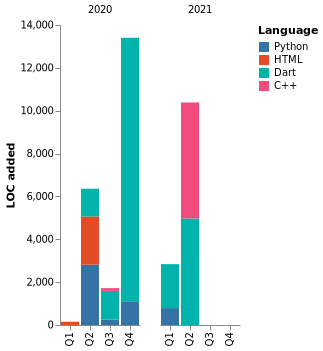 2020
2021
Language
Python
HTML
Dart
C++
LOC added
14,000
12,000
10,000
8,000
6,000
4,000
2,000
0
Q1
Q2
Q3
Q4
Q1
Q2
Q3
Q4